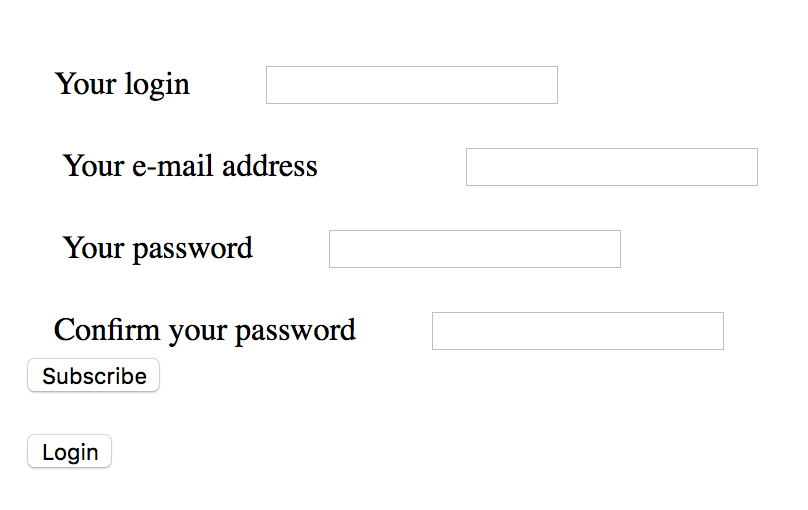 Your login
Your e-mail address
Your password
Confirm your password
Subscribe
Login